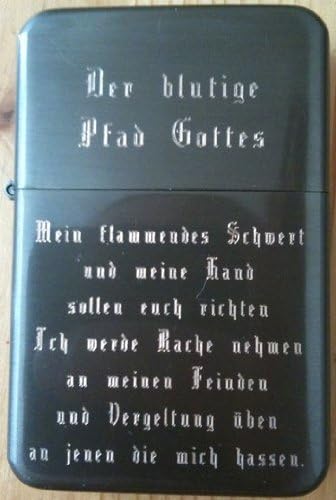 Der blutige
Pfad Gottes
Mein flammendes Schwert
und meine Hand
sollen euch richten
Ich werde Rache nehmen
an meinen Feinden
und Vergeltung üben
an jenen die mich hassen.